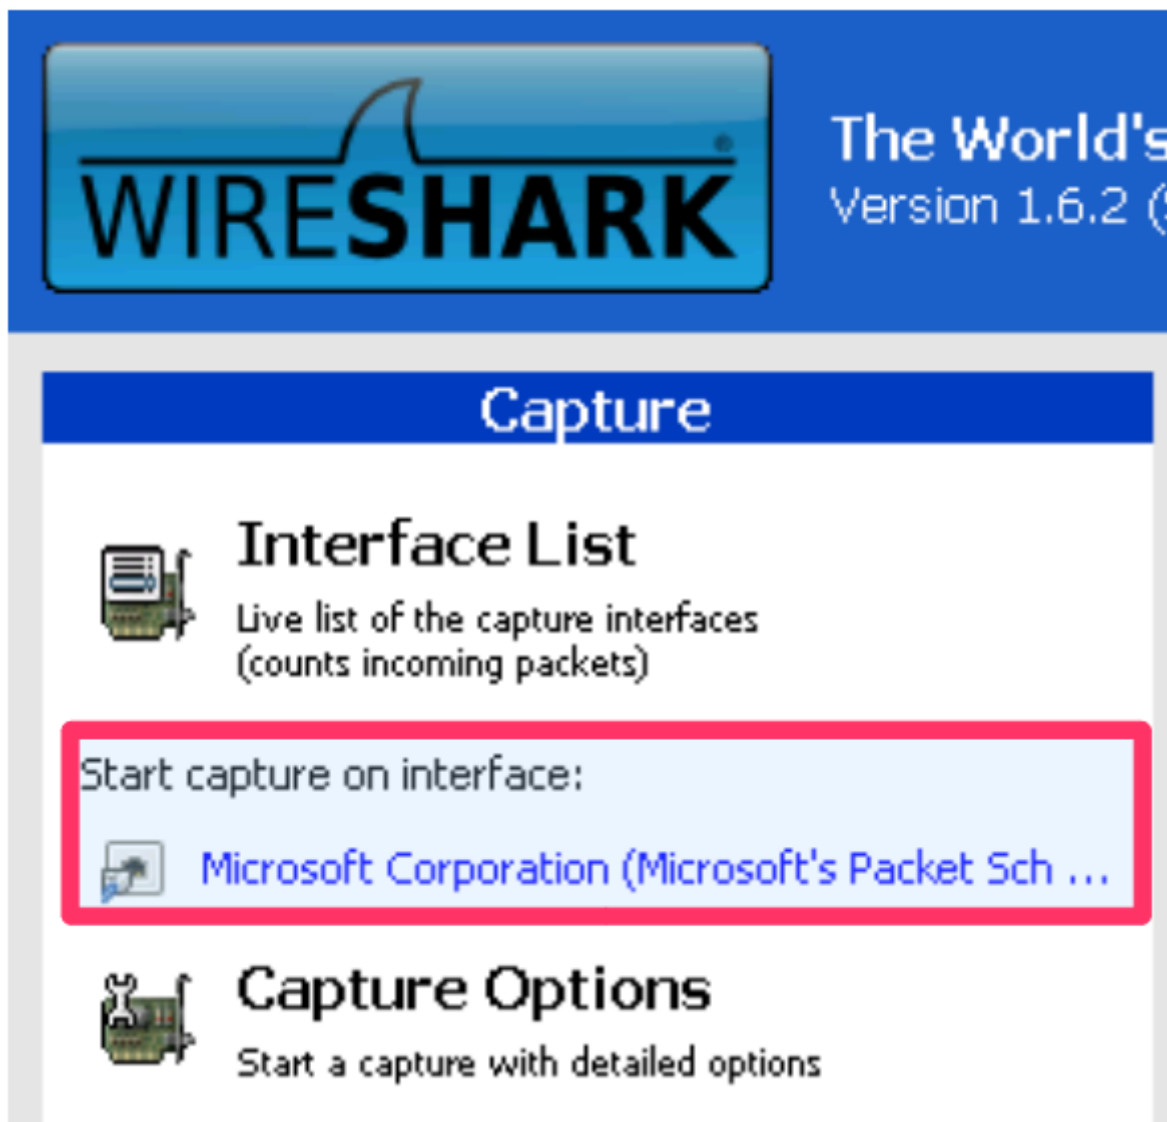 WIRESHARK®
The World's
Version 1.6.2 (
Capture
Interface List
Live list of the capture interfaces
(counts incoming packets)
Start capture on interface:
Microsoft Corporation (Microsoft's Packet Sch ...
Capture Options
Start a capture with detailed options